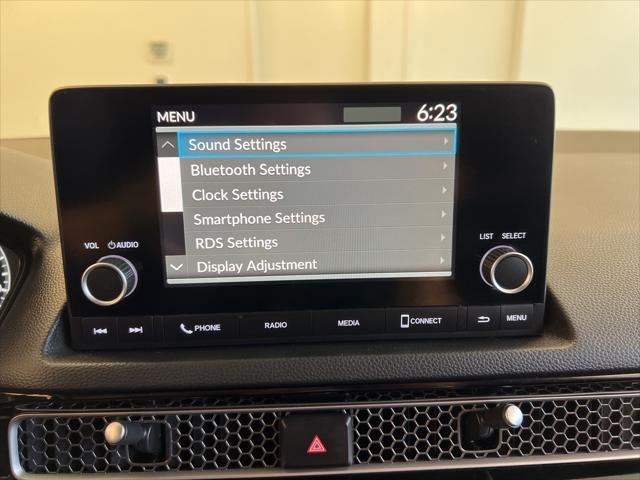 MENU 6:23
Sound Settings
Bluetooth Settings
Clock Settings
Smartphone Settings
RDS Settings
Display Adjustment
VOL AUDIO
LIST SELECT
PHONE RADIO MEDIA CONNECT MENU